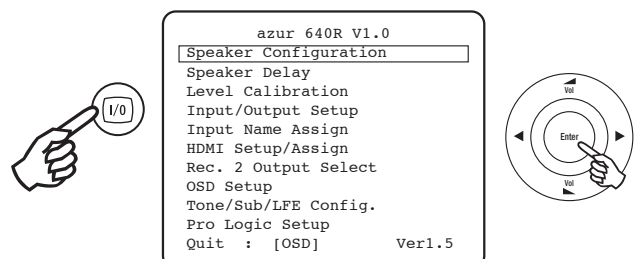 azur 640R V1.0
Speaker Configuration
Speaker Delay
Level Calibration
Input/Output Setup
Input Name Assign
HDMI Setup/Assign
Rec. 2 Output Select
OSD Setup
Tone/Sub/LFE Config.
Pro Logic Setup
Quit : [OSD] Ver1.5
I/0
Vol
Enter
Vol